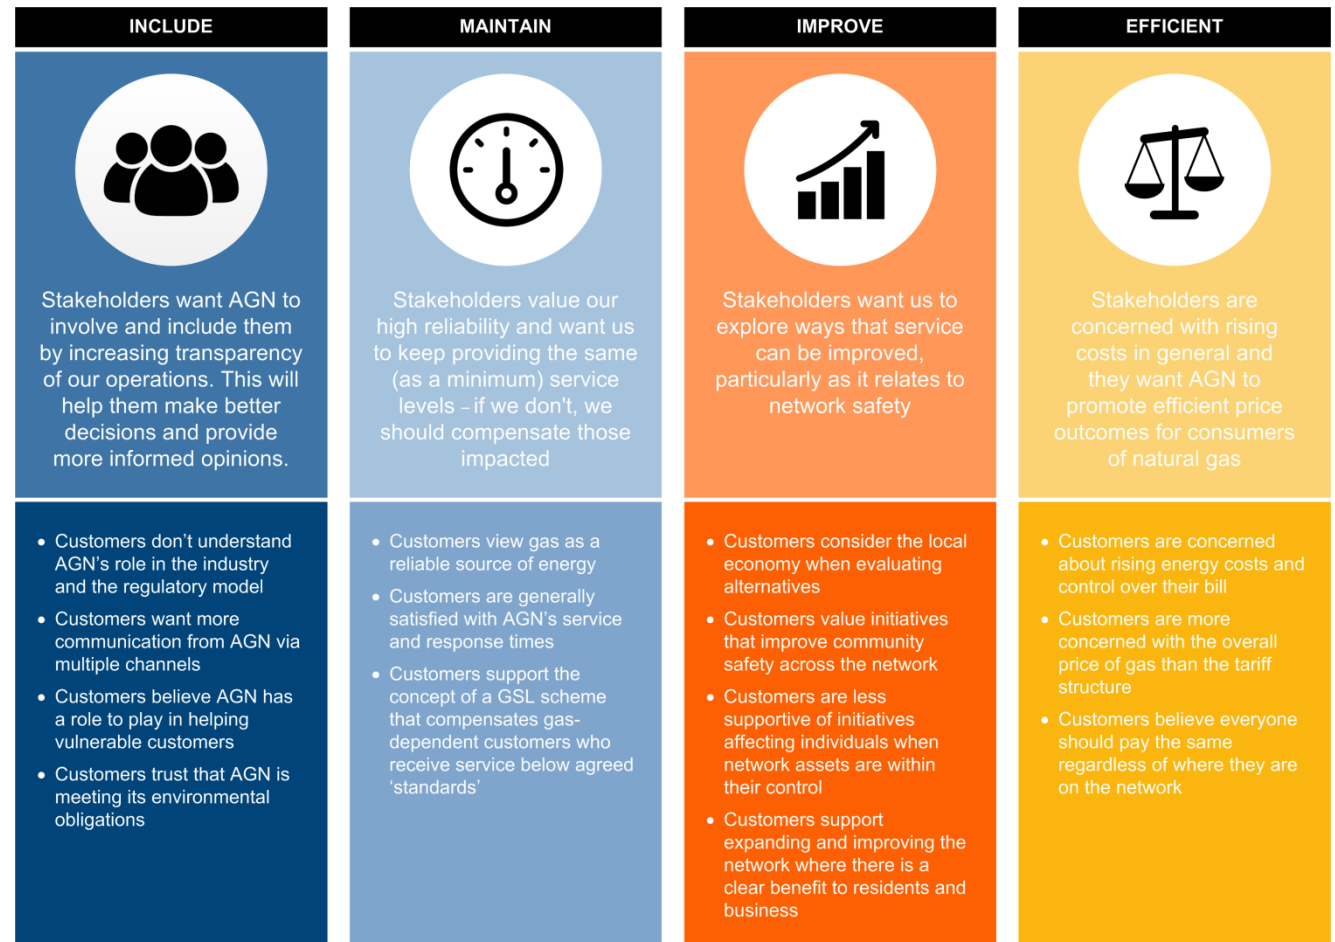 INCLUDE
Stakeholders want AGN to
involve and include them
by increasing transparency
of our operations. This will
help them make better
decisions and provide
more informed opinions.
• Customers don’t understand
AGN’s role in the industry
and the regulatory model
• Customers want more
communication from AGN via
multiple channels
• Customers believe AGN has
a role to play in helping
vulnerable customers
• Customers trust that AGN is
meeting its environmental
obligations
MAINTAIN
Stakeholders value our
high reliability and want us
to keep providing the same
(as a minimum) service
levels – if we don't, we
should compensate those
impacted
• Customers view gas as a
reliable source of energy
• Customers are generally
satisfied with AGN’s service
and response times
• Customers support the
concept of a GSL scheme
that compensates gas-
dependent customers who
receive service below agreed
‘standards’
IMPROVE
Stakeholders want us to
explore ways that service
can be improved,
particularly as it relates to
network safety
• Customers consider the local
economy when evaluating
alternatives
• Customers value initiatives
that improve community
safety across the network
• Customers are less
supportive of initiatives
affecting individuals when
network assets are within
their control
• Customers support
expanding and improving the
network where there is a
clear benefit to residents and
business
EFFICIENT
Stakeholders are
concerned with rising
costs in general and
they want AGN to
promote efficient price
outcomes for consumers
of natural gas
• Customers are concerned
about rising energy costs and
control over their bill
• Customers are more
concerned with the overall
price of gas than the tariff
structure
• Customers believe everyone
should pay the same
regardless of where they are
on the network